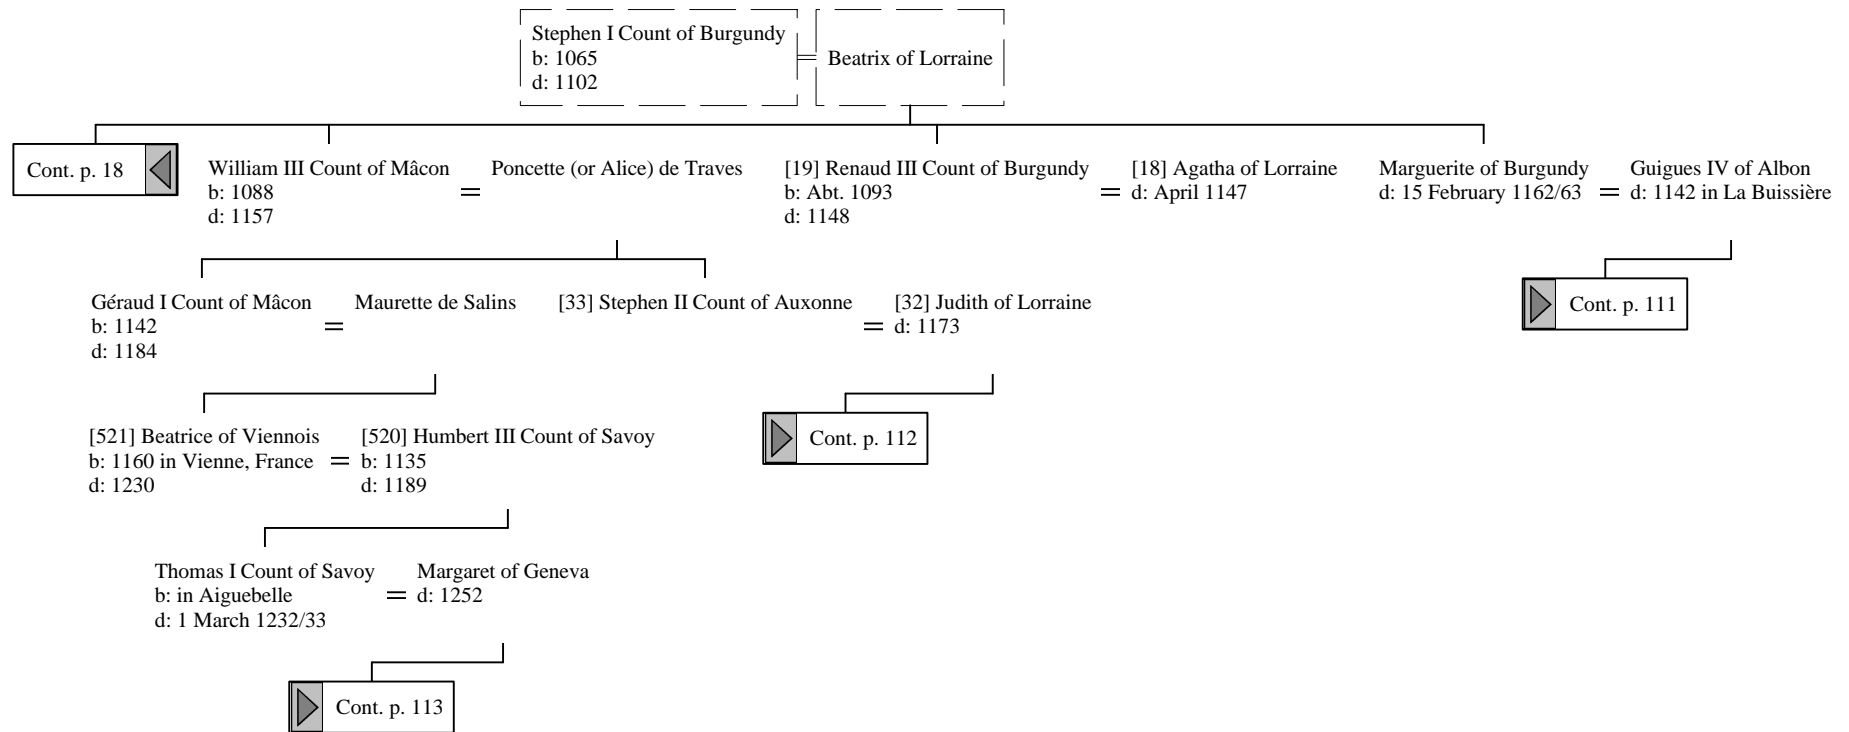 Stephen I Count of Burgundy
b: 1065
d: 1102
=
Beatrix of Lorraine
Cont. p. 18
William III Count of Mâcon
b: 1088
d: 1157
=
Poncette (or Alice) de Traves
[19] Renaud III Count of Burgundy
b: Abt. 1093
d: 1148
=
[18] Agatha of Lorraine
d: April 1147
Marguerite of Burgundy
d: 15 February 1162/63
=
Guigues IV of Albon
d: 1142 in La Buissière
Géraud I Count of Mâcon
b: 1142
d: 1184
=
Maurette de Salins
[33] Stephen II Count of Auxonne
=
[32] Judith of Lorraine
d: 1173
Cont. p. 111
[521] Beatrice of Viennois
b: 1160 in Vienne, France
d: 1230
=
[520] Humbert III Count of Savoy
b: 1135
d: 1189
Cont. p. 112
Thomas I Count of Savoy
b: in Aiguebelle
d: 1 March 1232/33
=
Margaret of Geneva
d: 1252
Cont. p. 113